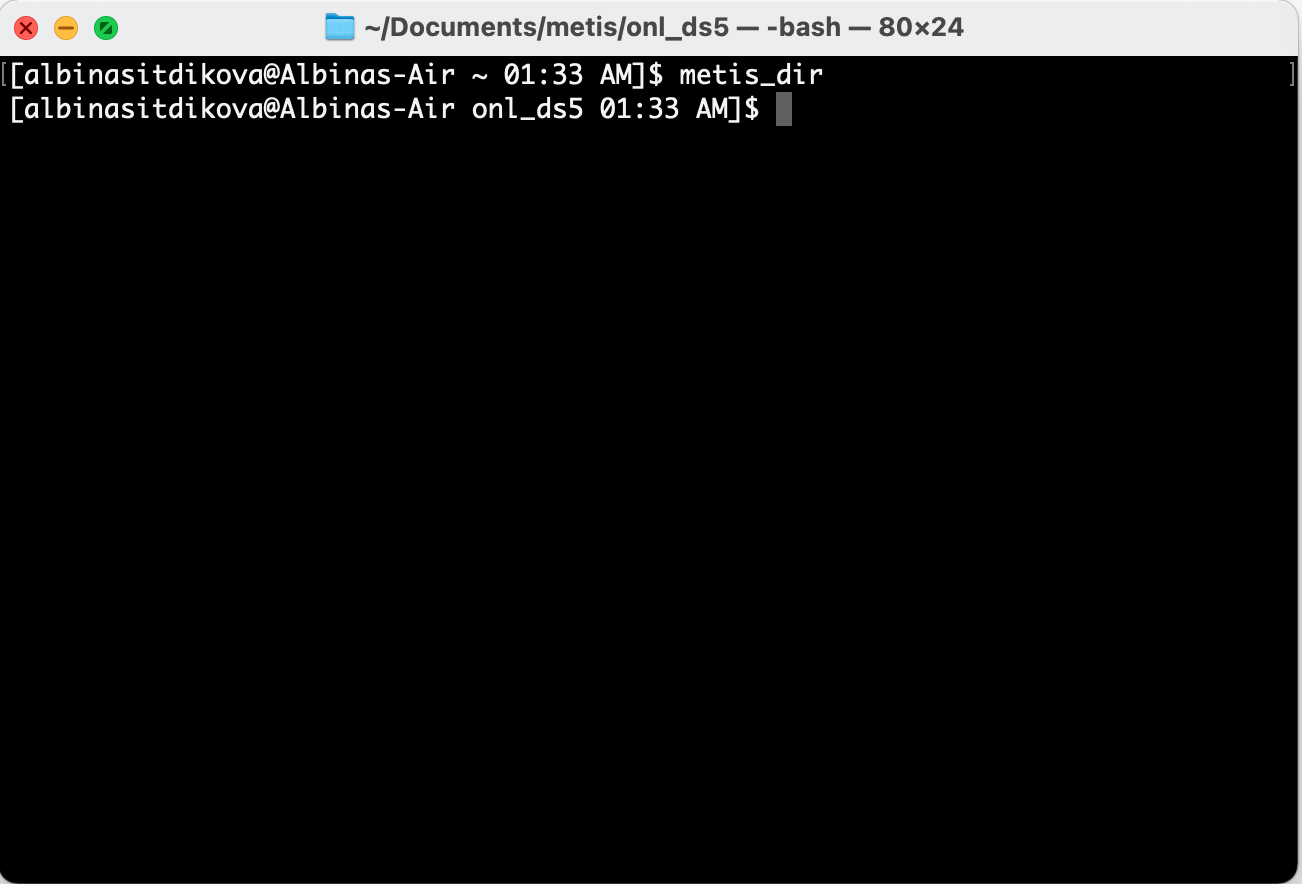 ~/Documents/metis/onl_ds5 — -bash — 80×24
[[albinasitdikova@Albinas-Air ~ 01:33 AM]$ metis_dir ]
[albinasitdikova@Albinas-Air onl_ds5 01:33 AM]$